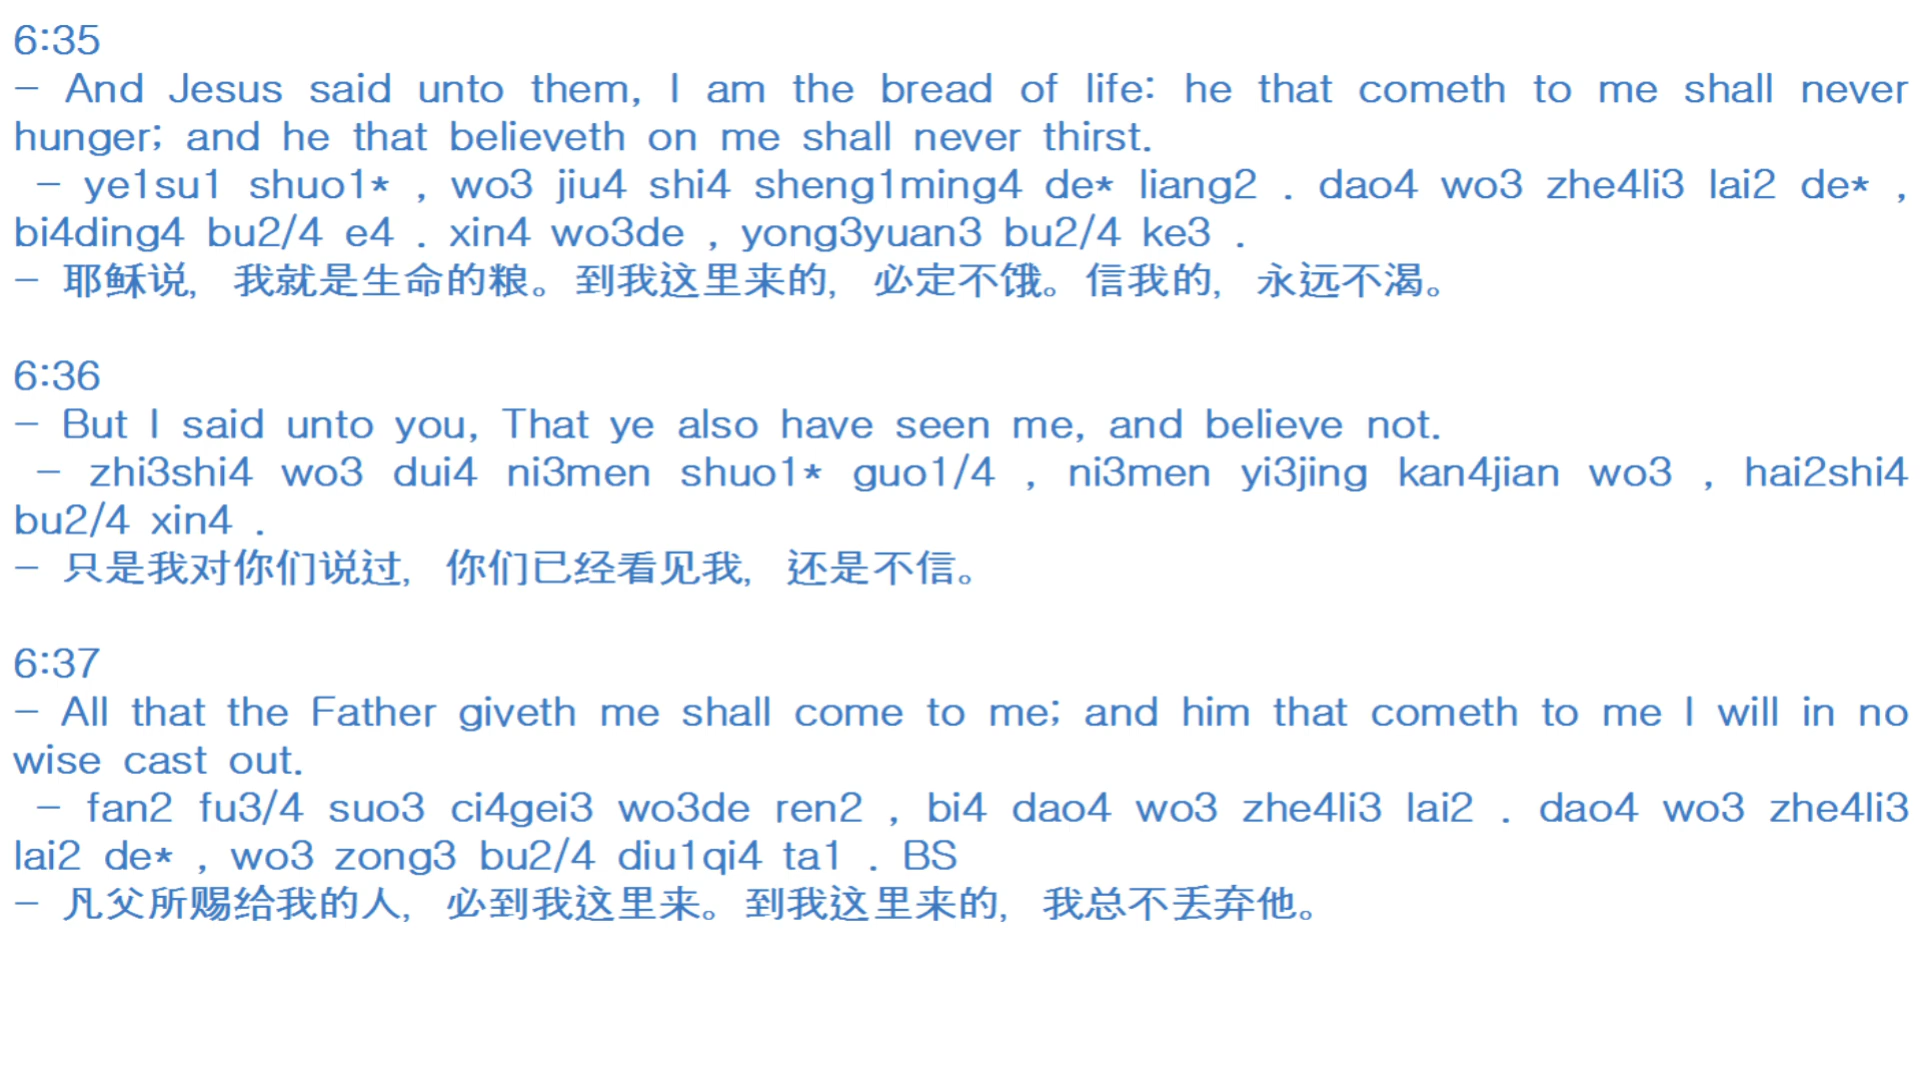 6:35
- And Jesus said unto them, I am the bread of life: he that cometh to me shall never
hunger; and he that believeth on me shall never thirst.
- ye1su1 shuo1* , wo3 jiu4 shi4 sheng1ming4 de* liang2 . dao4 wo3 zhe4li3 lai2 de* ,
bi4ding4 bu2/4 e4 . xin4 wo3de , yong3yuan3 bu2/4 ke3 .
- 耶稣说, 我就是生命的粮。到我这里来的, 必定不饿。信我的, 永远不渴。
6:36
- But I said unto you, That ye also have seen me, and believe not.
- zhi3shi4 wo3 dui4 ni3men shuo1* guo1/4 , ni3men yi3jing kan4jian wo3 , hai2shi4
bu2/4 xin4 .
- 只是我对你们说过, 你们已经看见我, 还是不信。
6:37
- All that the Father giveth me shall come to me; and him that cometh to me I will in no
wise cast out.
- fan2 fu3/4 suo3 ci4gei3 wo3de ren2 , bi4 dao4 wo3 zhe4li3 lai2 . dao4 wo3 zhe4li3
lai2 de* , wo3 zong3 bu2/4 diu1qi4 ta1 . BS
- 凡父所赐给我的人, 必到我这里来。到我这里来的, 我总不丢弃他。